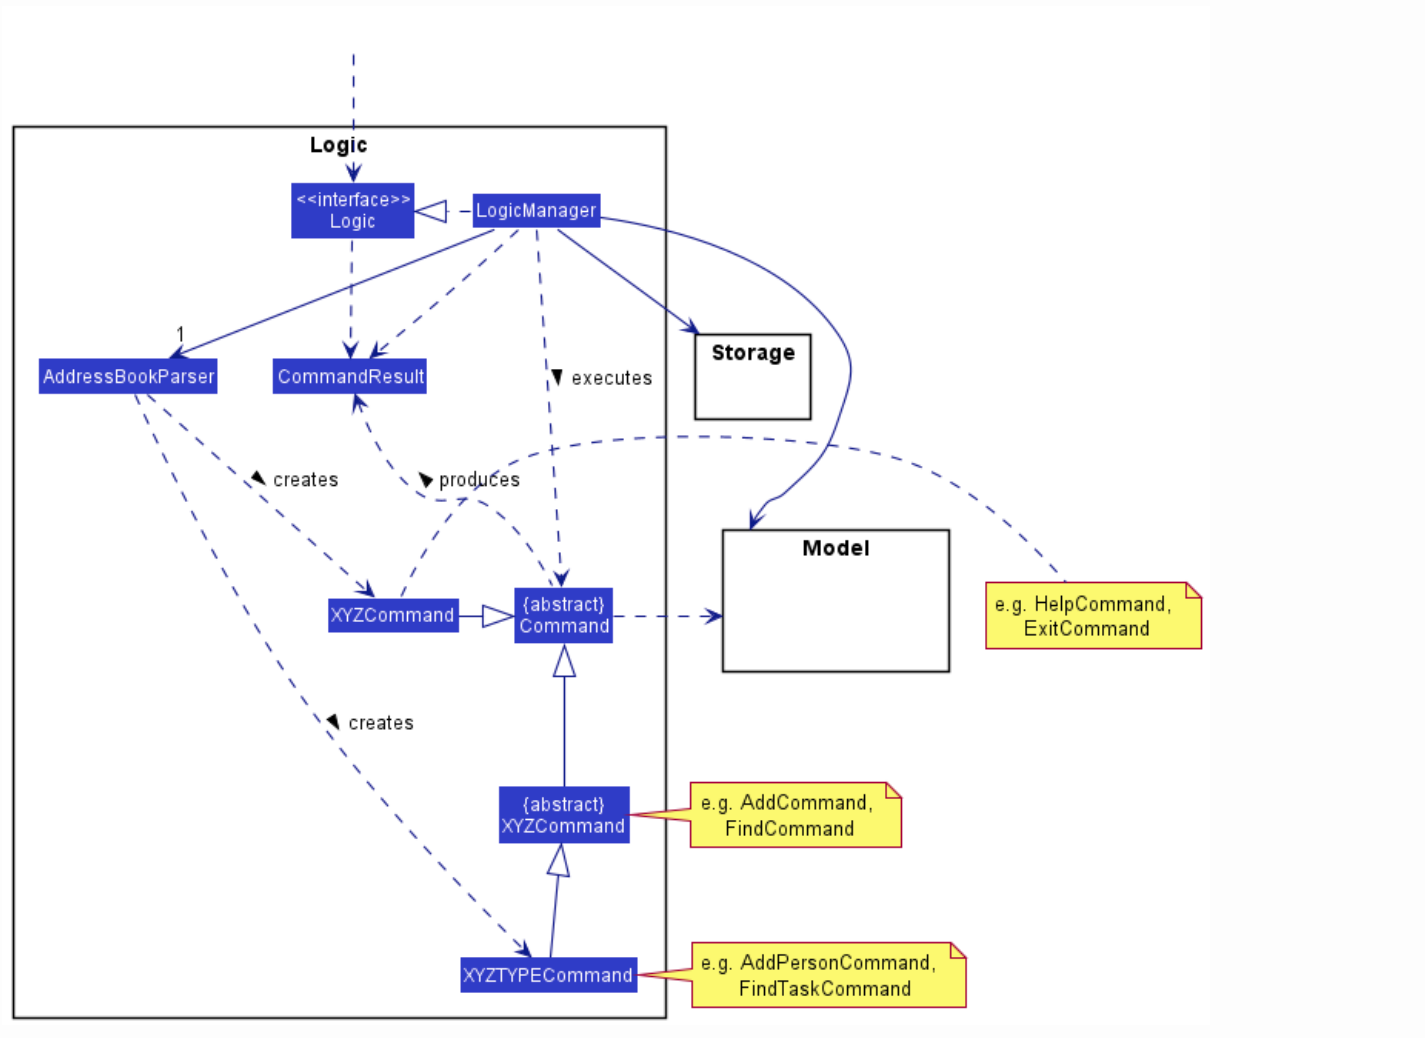 Logic
<<interface>>
Logic
LogicManager
1
Storage
AddressBookParser
CommandResult
executes
creates
produces
Model
XYZCommand
{abstract}
Command
e.g. HelpCommand,
ExitCommand
creates
{abstract}
XYZCommand
e.g. AddCommand,
FindCommand
XYZTYPECommand
e.g. AddPersonCommand,
FindTaskCommand